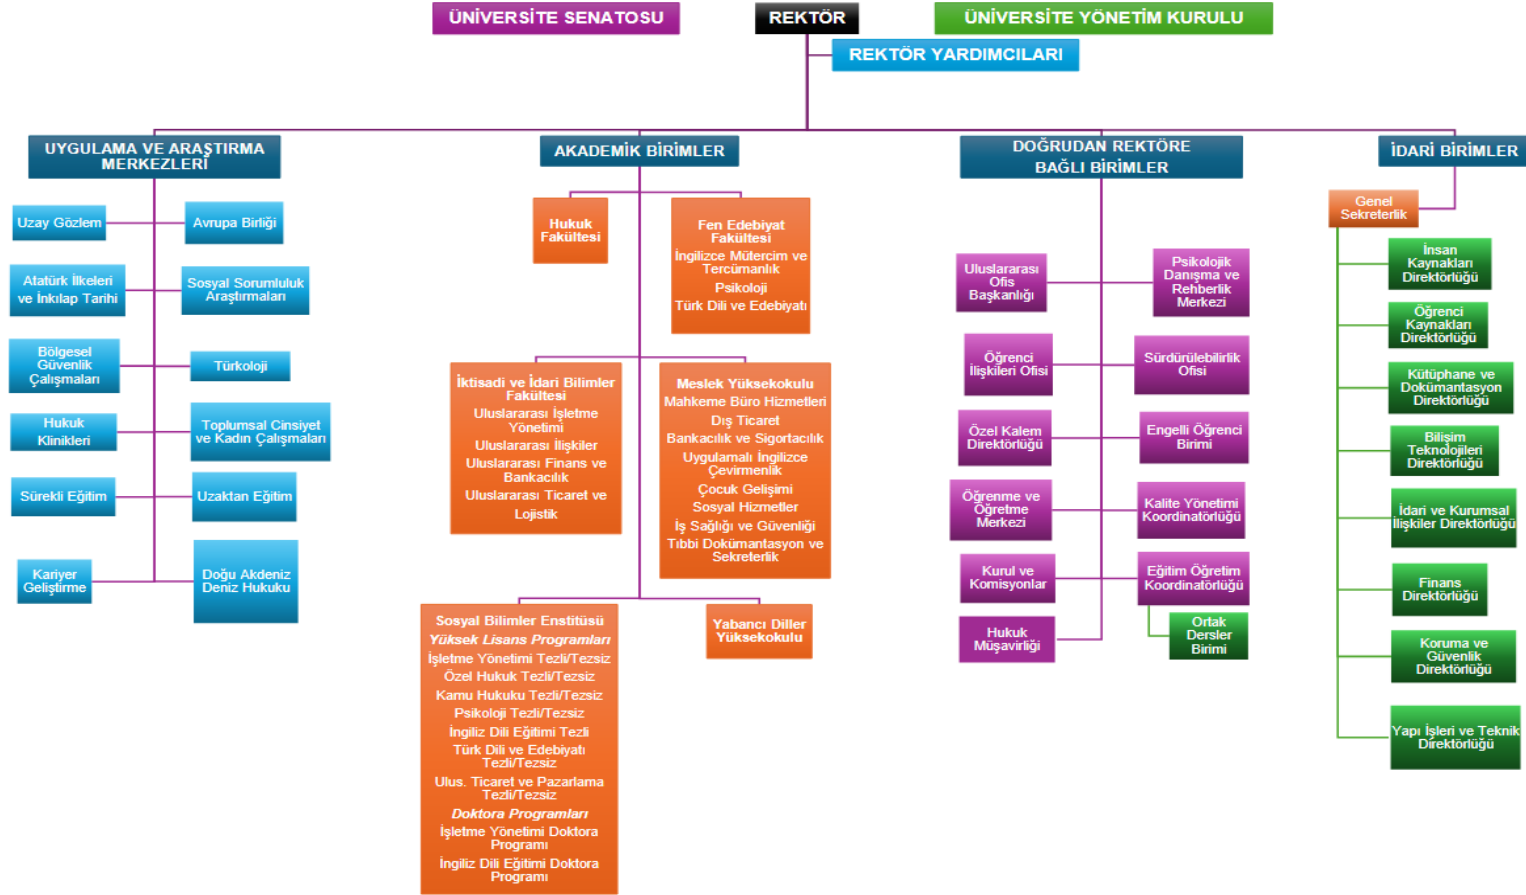 ÜNİVERSİTE SENATOSU
REKTÖR
ÜNİVERSİTE YÖNETİM KURULU
REKTÖR YARDIMCILARI
UYGULAMA VE ARAŞTIRMA
MERKEZLERİ
Uzay Gözlem
Avrupa Birliği
Atatürk İlkeleri
ve İnkılap Tarihi
Sosyal Sorumluluk
Araştırmaları
Bölgesel
Güvenlik
Çalışmaları
Türkoloji
Hukuk
Klinikleri
Toplumsal Cinsiyet
ve Kadın Çalışmaları
Sürekli Eğitim
Uzaktan Eğitim
Kariyer
Geliştirme
Doğu Akdeniz
Deniz Hukuku
AKADEMİK BİRİMLER
Hukuk
Fakültesi
Fen Edebiyat
Fakültesi
İngilizce Mütercim ve
Tercümanlık
Psikoloji
Türk Dili ve Edebiyatı
İktisadi ve İdari Bilimler
Fakültesi
Uluslararası İşletme
Yönetimi
Uluslararası İlişkiler
Uluslararası Finans ve
Bankacılık
Uluslararası Ticaret ve
Lojistik
Meslek Yüksekokulu
Mahkeme Büro Hizmetleri
Dış Ticaret
Bankacılık ve Sigortacılık
Uygulamalı İngilizce
Çevirmenlik
Çocuk Gelişimi
Sosyal Hizmetler
İş Sağlığı ve Güvenliği
Tıbbi Dokümantasyon ve
Sekreterlik
Sosyal Bilimler Enstitüsü
Yüksek Lisans Programları
İşletme Yönetimi Tezli/Tezsiz
Özel Hukuk Tezli/Tezsiz
Kamu Hukuku Tezli/Tezsiz
Psikoloji Tezli/Tezsiz
İngiliz Dili Eğitimi Tezli
Türk Dili ve Edebiyatı
Tezli/Tezsiz
Ulus. Ticaret ve Pazarlama
Tezli/Tezsiz
Doktora Programları
İşletme Yönetimi Doktora
Programı
İngiliz Dili Eğitimi Doktora
Programı
Yabancı Diller
Yüksekokulu
DOĞRUDAN REKTÖRE
BAĞLI BİRİMLER
Uluslararası
Ofis
Başkanlığı
Psikolojik
Danışma ve
Rehberlik
Merkezi
Öğrenci
İlişkileri Ofisi
Sürdürülebilirlik
Ofisi
Özel Kalem
Direktörlüğü
Engelli Öğrenci
Birimi
Öğrenme ve
Öğretme
Merkezi
Kalite Yönetimi
Koordinatörlüğü
Kurul ve
Komisyonlar
Eğitim Öğretim
Koordinatörlüğü
Hukuk
Müşavirliği
Ortak
Dersler
Birimi
İDARİ BİRİMLER
Genel
Sekreterlik
İnsan
Kaynakları
Direktörlüğü
Öğrenci
Kaynakları
Direktörlüğü
Kütüphane ve
Dokümantasyon
Direktörlüğü
Bilişim
Teknolojileri
Direktörlüğü
İdari ve Kurumsal
İlişkiler Direktörlüğü
Finans
Direktörlüğü
Koruma ve
Güvenlik
Direktörlüğü
Yapı İşleri ve Teknik
Direktörlüğü